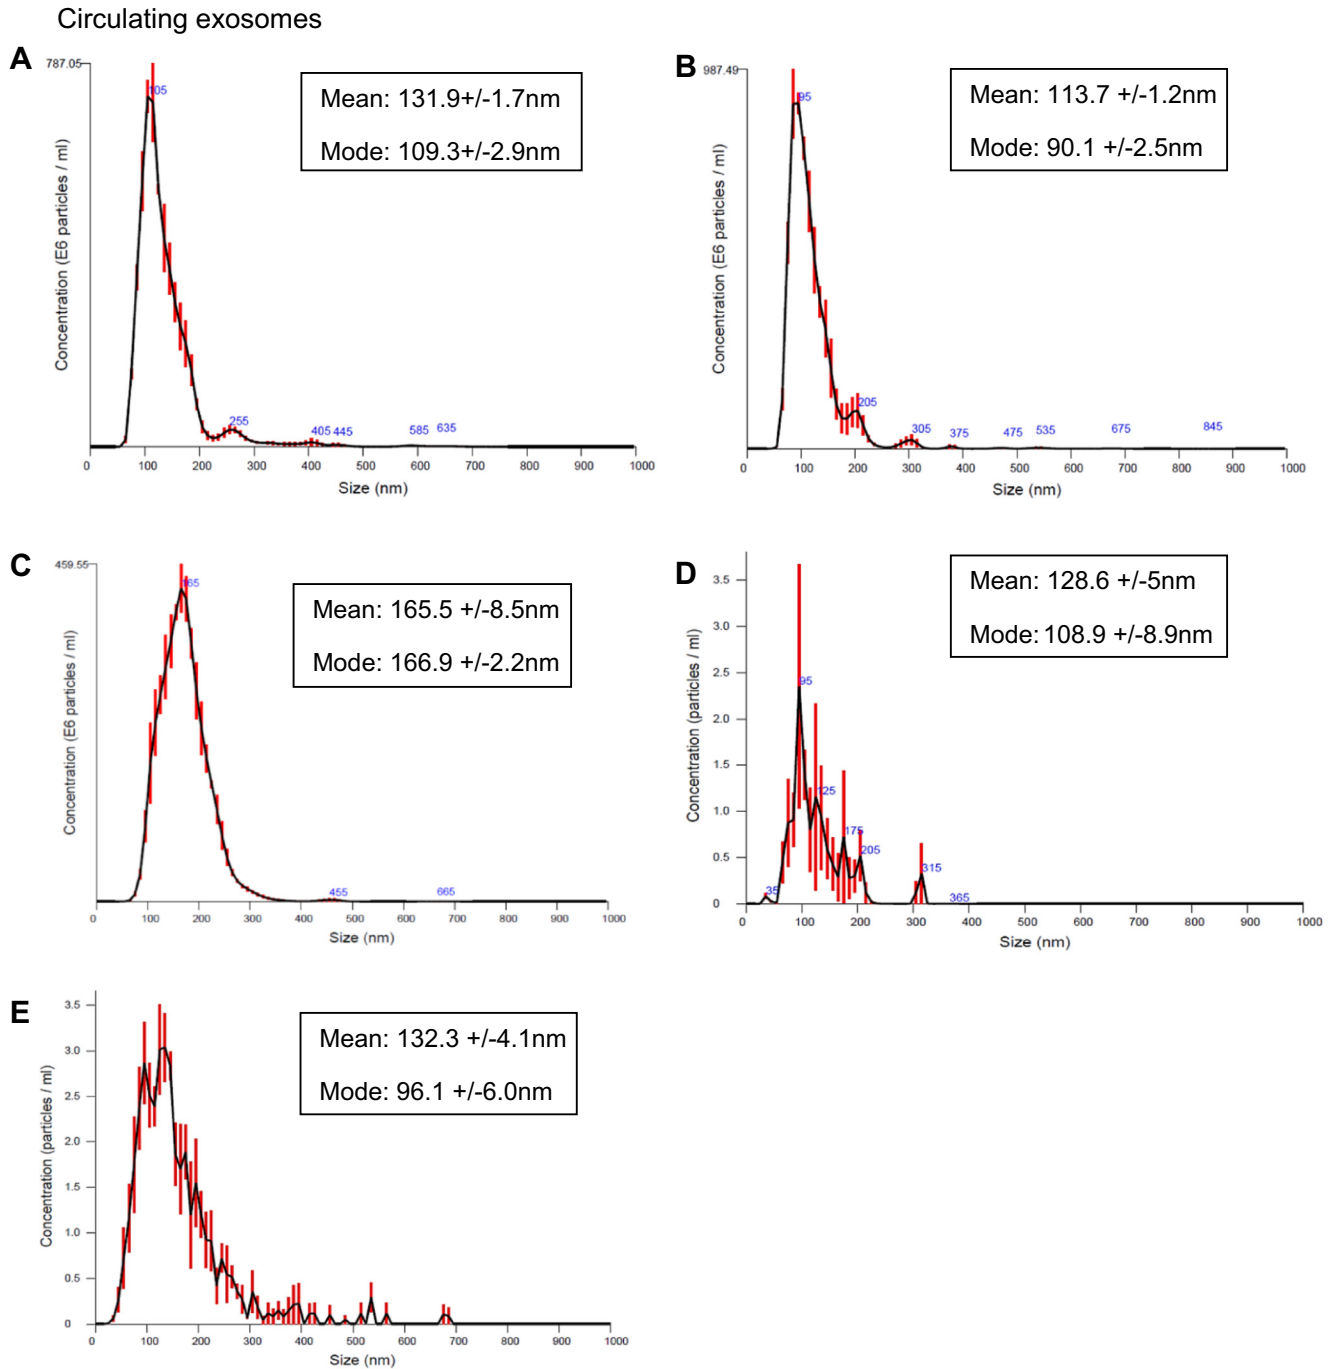 Circulating exosomes
A
787.05
105
255
405
445
585
635
Mean: 131.9+/-1.7nm
Mode: 109.3+/-2.9nm
Concentration (E6 particles / ml)
0 100 200 300 400 500 600 700 800 900 1000
Size (nm)
B
987.49
95
205
305
375
475
535
675
845
Mean: 113.7 +/-1.2nm
Mode: 90.1 +/-2.5nm
Concentration (E6 particles / ml)
0 100 200 300 400 500 600 700 800 900 1000
Size (nm)
C
459.55
165
455
665
Mean: 165.5 +/-8.5nm
Mode: 166.9 +/-2.2nm
Concentration (E6 particles / ml)
0 100 200 300 400 500 600 700 800 900 1000
Size (nm)
D
3.5
3.0
2.5
2.0
1.5
1.0
0.5
0
35
95
125
175
205
315
365
Mean: 128.6 +/-5nm
Mode: 108.9 +/-8.9nm
Concentration (particles / ml)
0 100 200 300 400 500 600 700 800 900 1000
Size (nm)
E
3.5
3.0
2.5
2.0
1.5
1.0
0.5
0
Mean: 132.3 +/-4.1nm
Mode: 96.1 +/-6.0nm
Concentration (particles / ml)
0 100 200 300 400 500 600 700 800 900 1000
Size (nm)